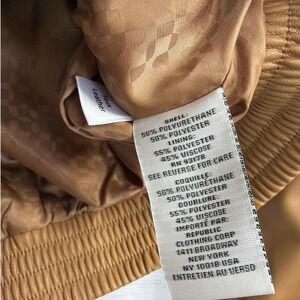 Faux
Leather
SHELL:
50% POLYURETHANE
50% POLYESTER
LINING:
55% POLYESTER
45% VISCOSE
RN 93178
SEE REVERSE FOR CARE
COQUILLE:
50% POLYURETHANE
50% POLYESTER
DOUBLURE:
55% POLYESTER
45% VISCOSE
IMPORTÉ PAR:
REPUBLIC
CLOTHING CORP
1411 BROADWAY
NEW YORK
NY 10018-USA
ENTRETIEN AU VERSO